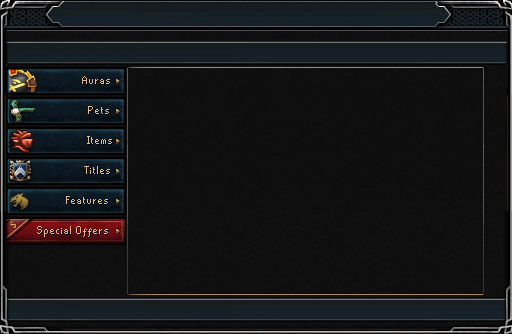 Auras
Pets
Items
Titles
Features
Special Offers